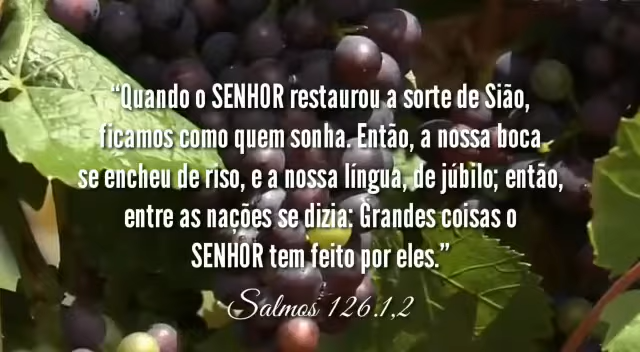 “Quando o SENHOR restaurou a sorte de Sião,
ficamos como quem sonha. Então, a nossa boca
se encheu de riso, e a nossa língua, de júbilo; então,
entre as nações se dizia: Grandes coisas o
SENHOR tem feito por eles.”
Salmos 126.1,2